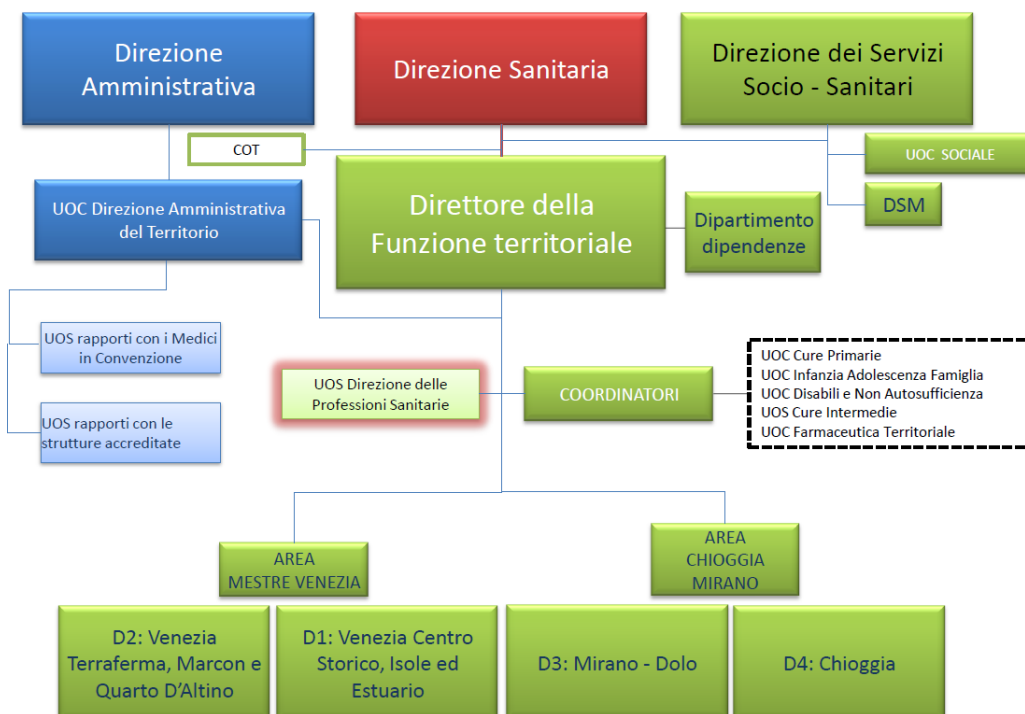 Direzione
Amministrativa
Direzione Sanitaria
Direzione dei Servizi
Socio - Sanitari
COT
UOC SOCIALE
UOC Direzione Amministrativa
del Territorio
Direttore della
Funzione territoriale
Dipartimento
dipendenze
DSM
UOS rapporti con i Medici
in Convenzione
UOS rapporti con le
strutture accreditate
UOS Direzione delle
Professioni Sanitarie
COORDINATORI
UOC Cure Primarie
UOC Infanzia Adolescenza Famiglia
UOC Disabili e Non Autosufficienza
UOS Cure Intermedie
UOC Farmaceutica Territoriale
AREA
MESTRE VENEZIA
AREA
CHIOGGIA
MIRANO
D2: Venezia
Terraferma, Marcon e
Quarto D'Altino
D1: Venezia Centro
Storico, Isole ed
Estuario
D3: Mirano - Dolo
D4: Chioggia